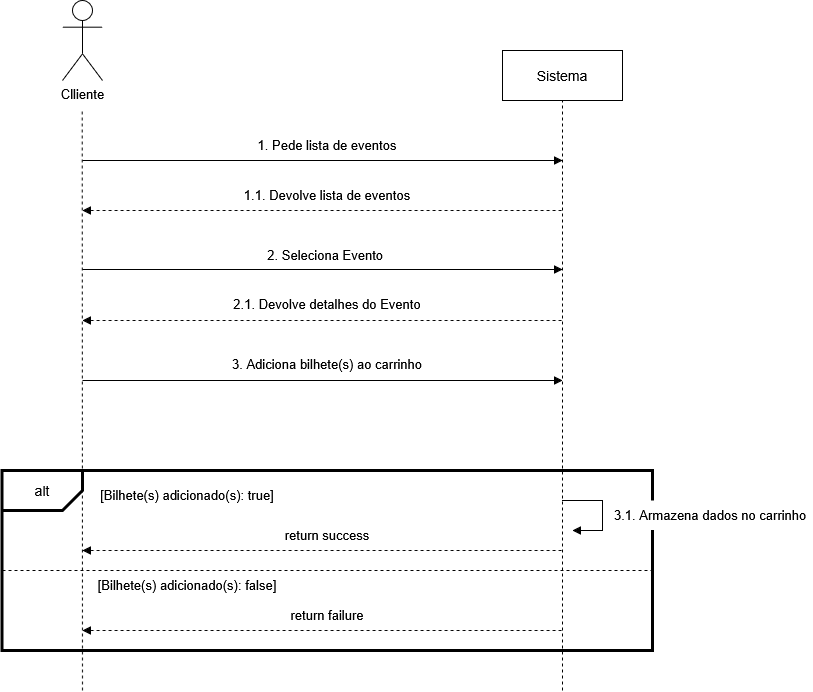 Clliente
Sistema
1. Pede lista de eventos
1.1. Devolve lista de eventos
2. Seleciona Evento
2.1. Devolve detalhes do Evento
3. Adiciona bilhete(s) ao carrinho
alt
[Bilhete(s) adicionado(s): true]
3.1. Armazena dados no carrinho
return success
[Bilhete(s) adicionado(s): false]
return failure